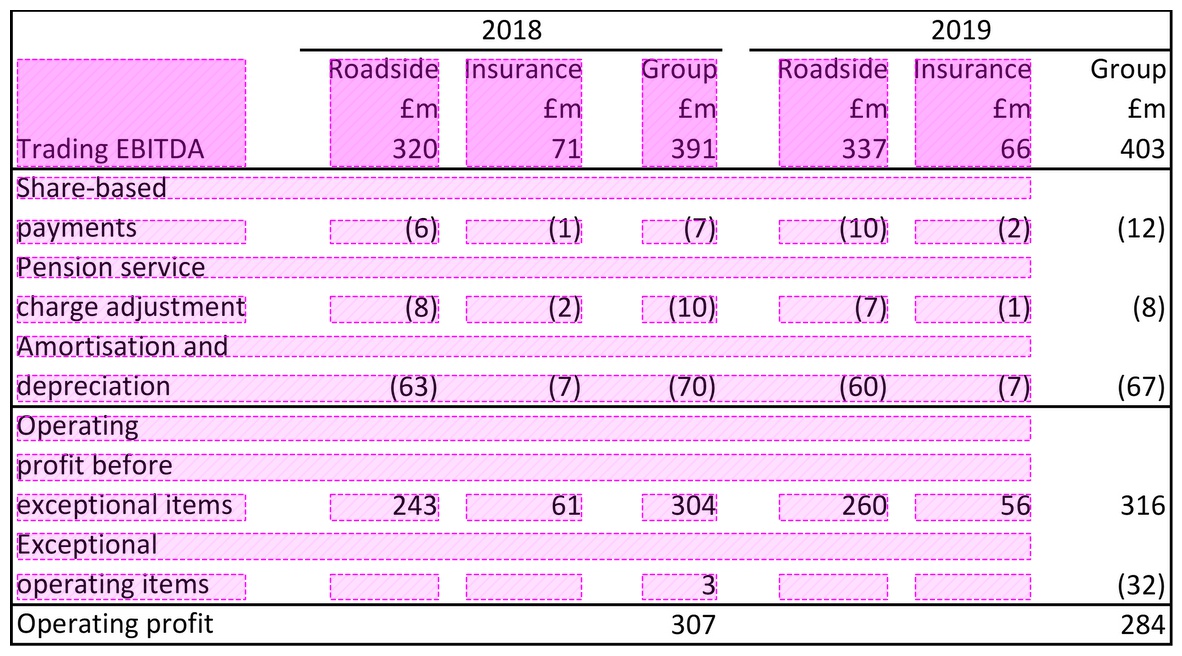 2018 2019
Roadside Insurance Group Roadside Insurance Group
£m £m £m £m £m £m
Trading EBITDA 320 71 391 337 66 403
Share-based
payments (6) (1) (7) (10) (2) (12)
Pension service
charge adjustment (8) (2) (10) (7) (1) (8)
Amortisation and
depreciation (63) (7) (70) (60) (7) (67)
Operating
profit before
exceptional items 243 61 304 260 56 316
Exceptional
operating items 3 (32)
Operating profit 307 284